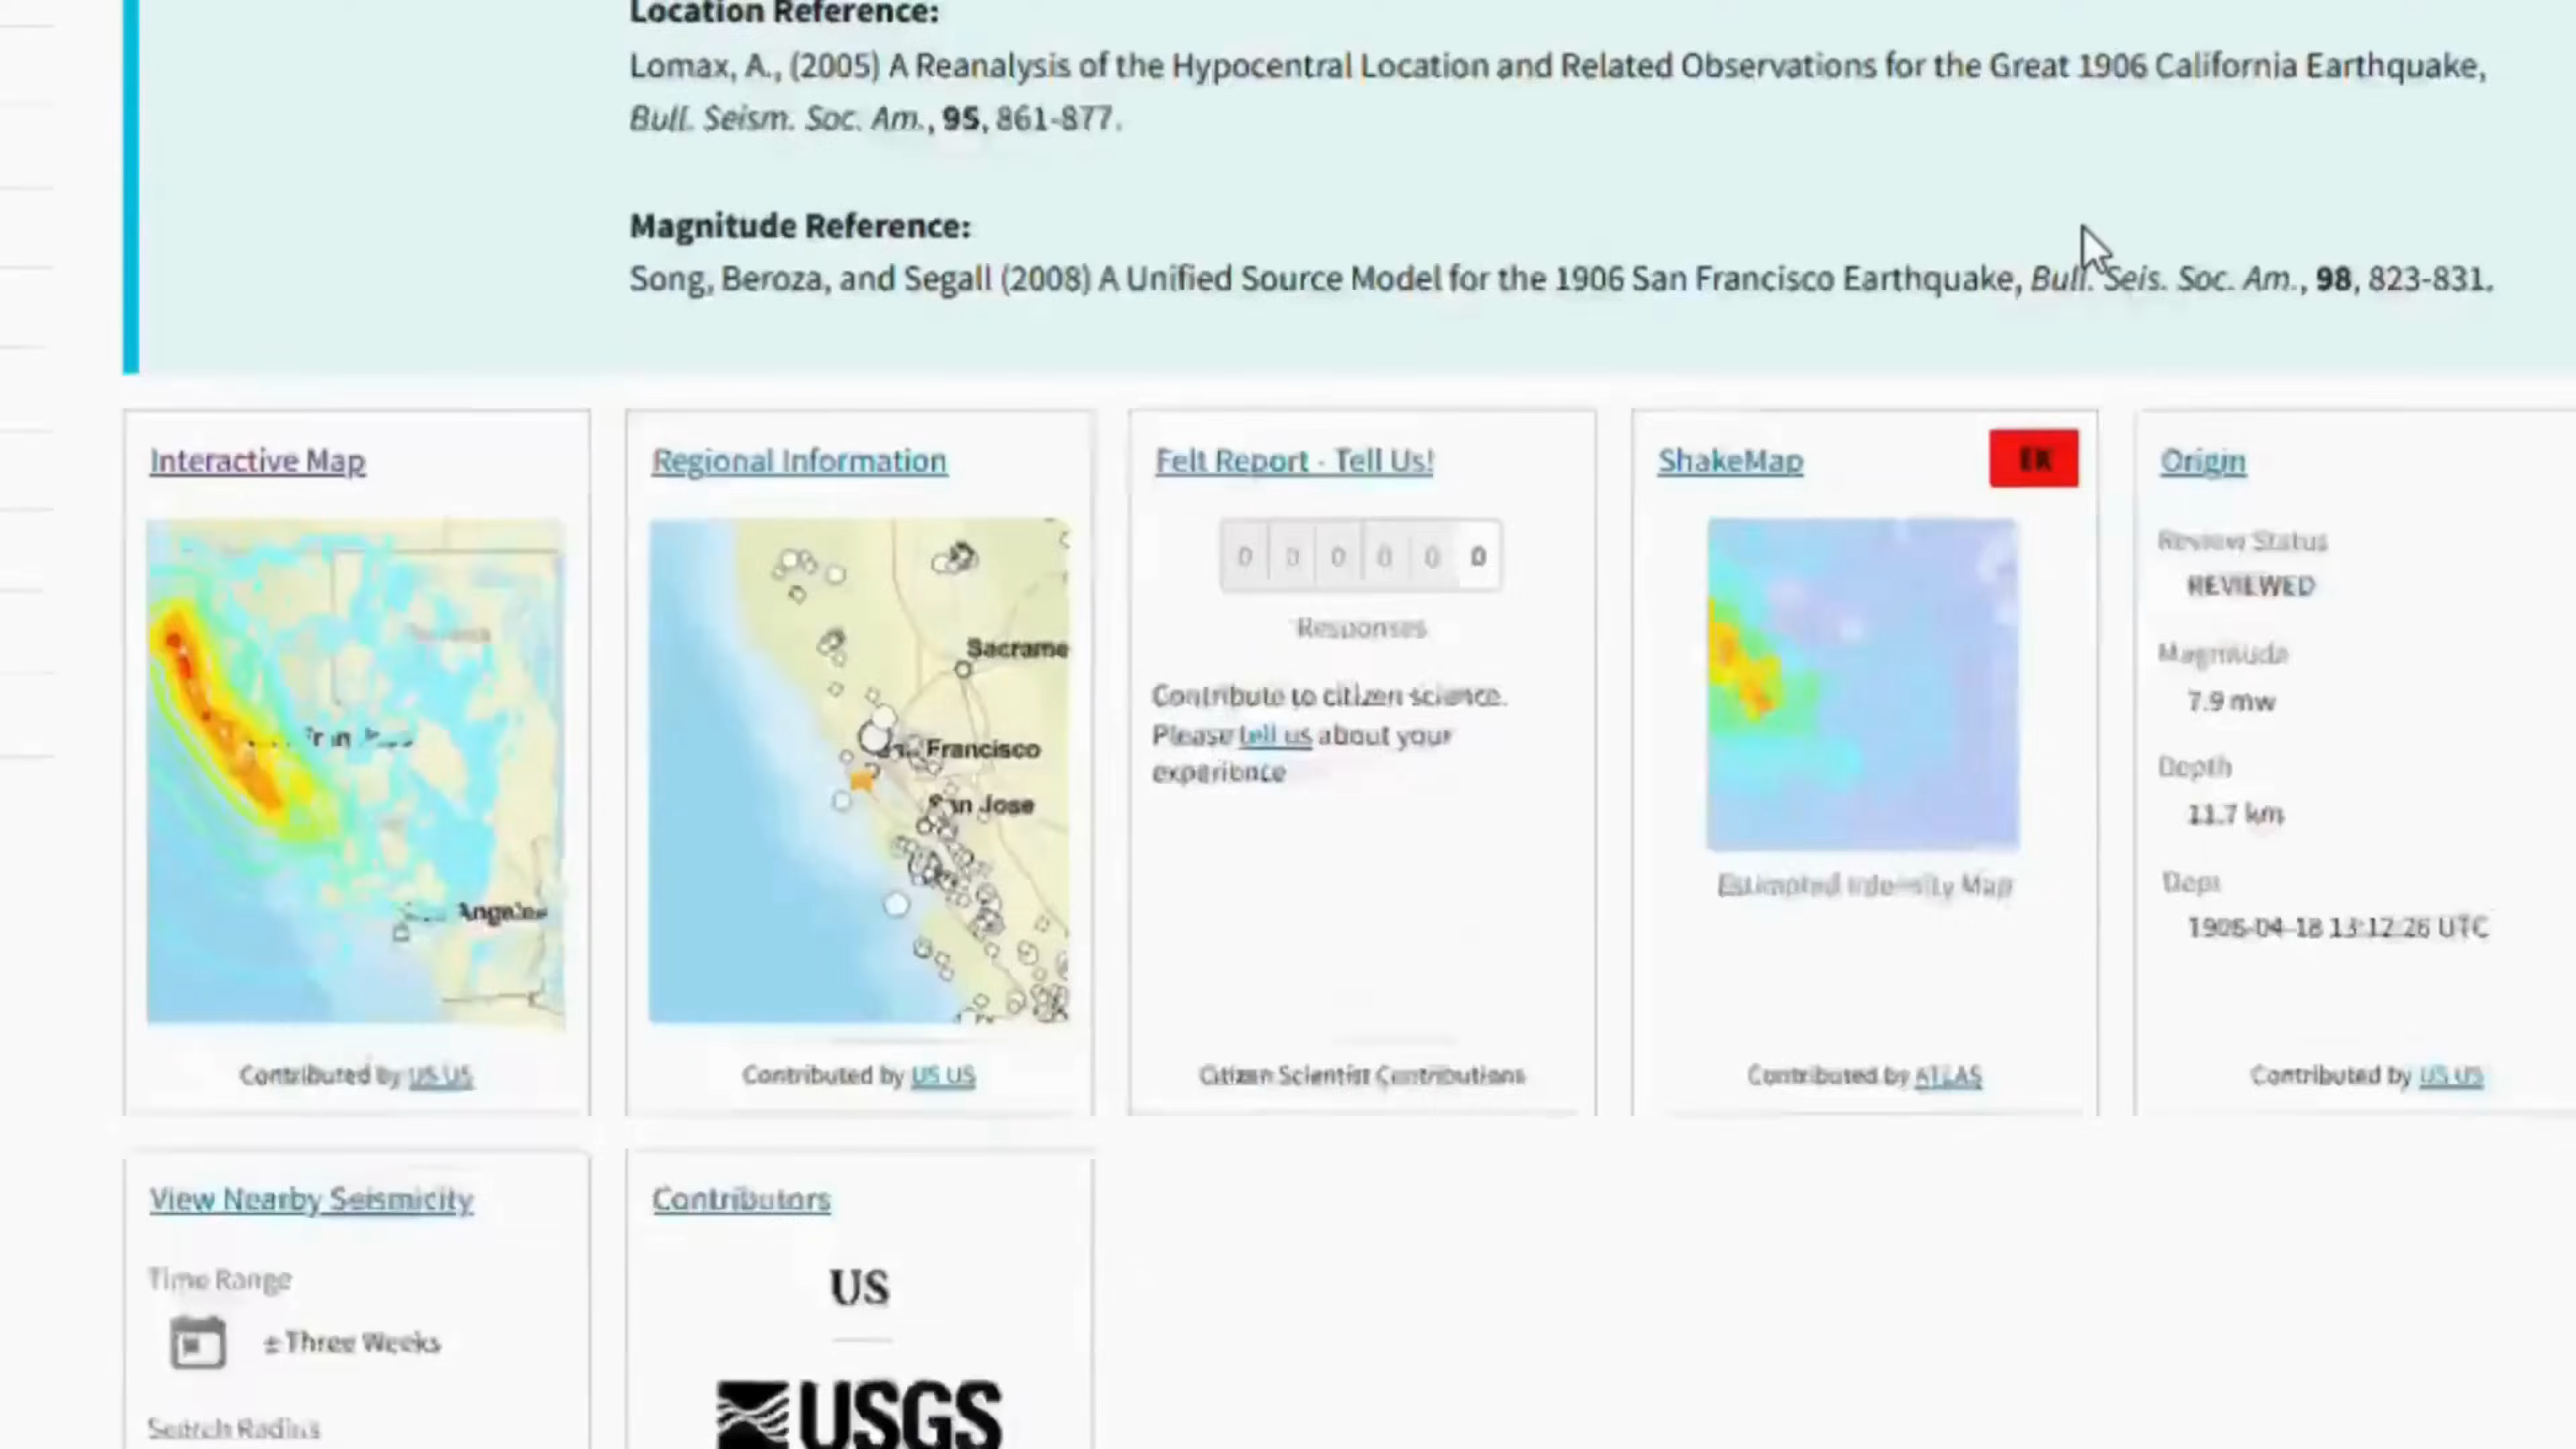 Location Reference:
Lomax, A., (2005) A Reanalysis of the Hypocentral Location and Related Observations for the Great 1906 California Earthquake,
Bull. Seism. Soc. Am., 95, 861-877.
Magnitude Reference:
Song, Beroza, and Segall (2008) A Unified Source Model for the 1906 San Francisco Earthquake, Bull. Seis. Soc. Am., 98, 823-831.
Interactive Map
Angeles
Contributed by US US
Regional Information
Sacrame
Francisco
San Jose
Contributed by US US
Felt Report - Tell Us!
0 0 0 0 0 0
Responses
Contribute to citizen science.
Please tell us about your
experience
Citizen Scientist Contributions
ShakeMap
Estimated Intensity Map
Contributed by ATLAS
Origin
Review Status
REVIEWED
Magnitude
7.9 mw
Depth
11.7 km
1906-04-18 13:12:26 UTC
Contributed by US US
View Nearby Seismicity
Time Range
± Three Weeks
Search Radius
Contributors
US
USGS